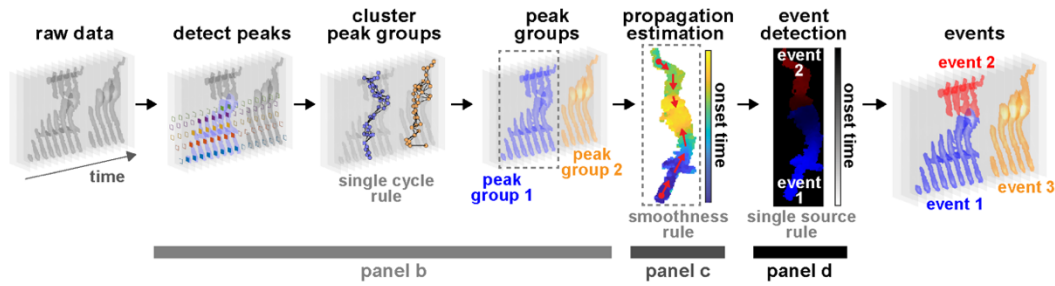 raw data
detect peaks
cluster
peak groups
peak
groups
propagation
estimation
event
detection
events
time
single cycle
rule
peak
group 1
peak
group 2
onset time
smoothness
rule
event
2
event
1
onset time
single source
rule
event 2
event 1
event 3
panel b
panel c
panel d